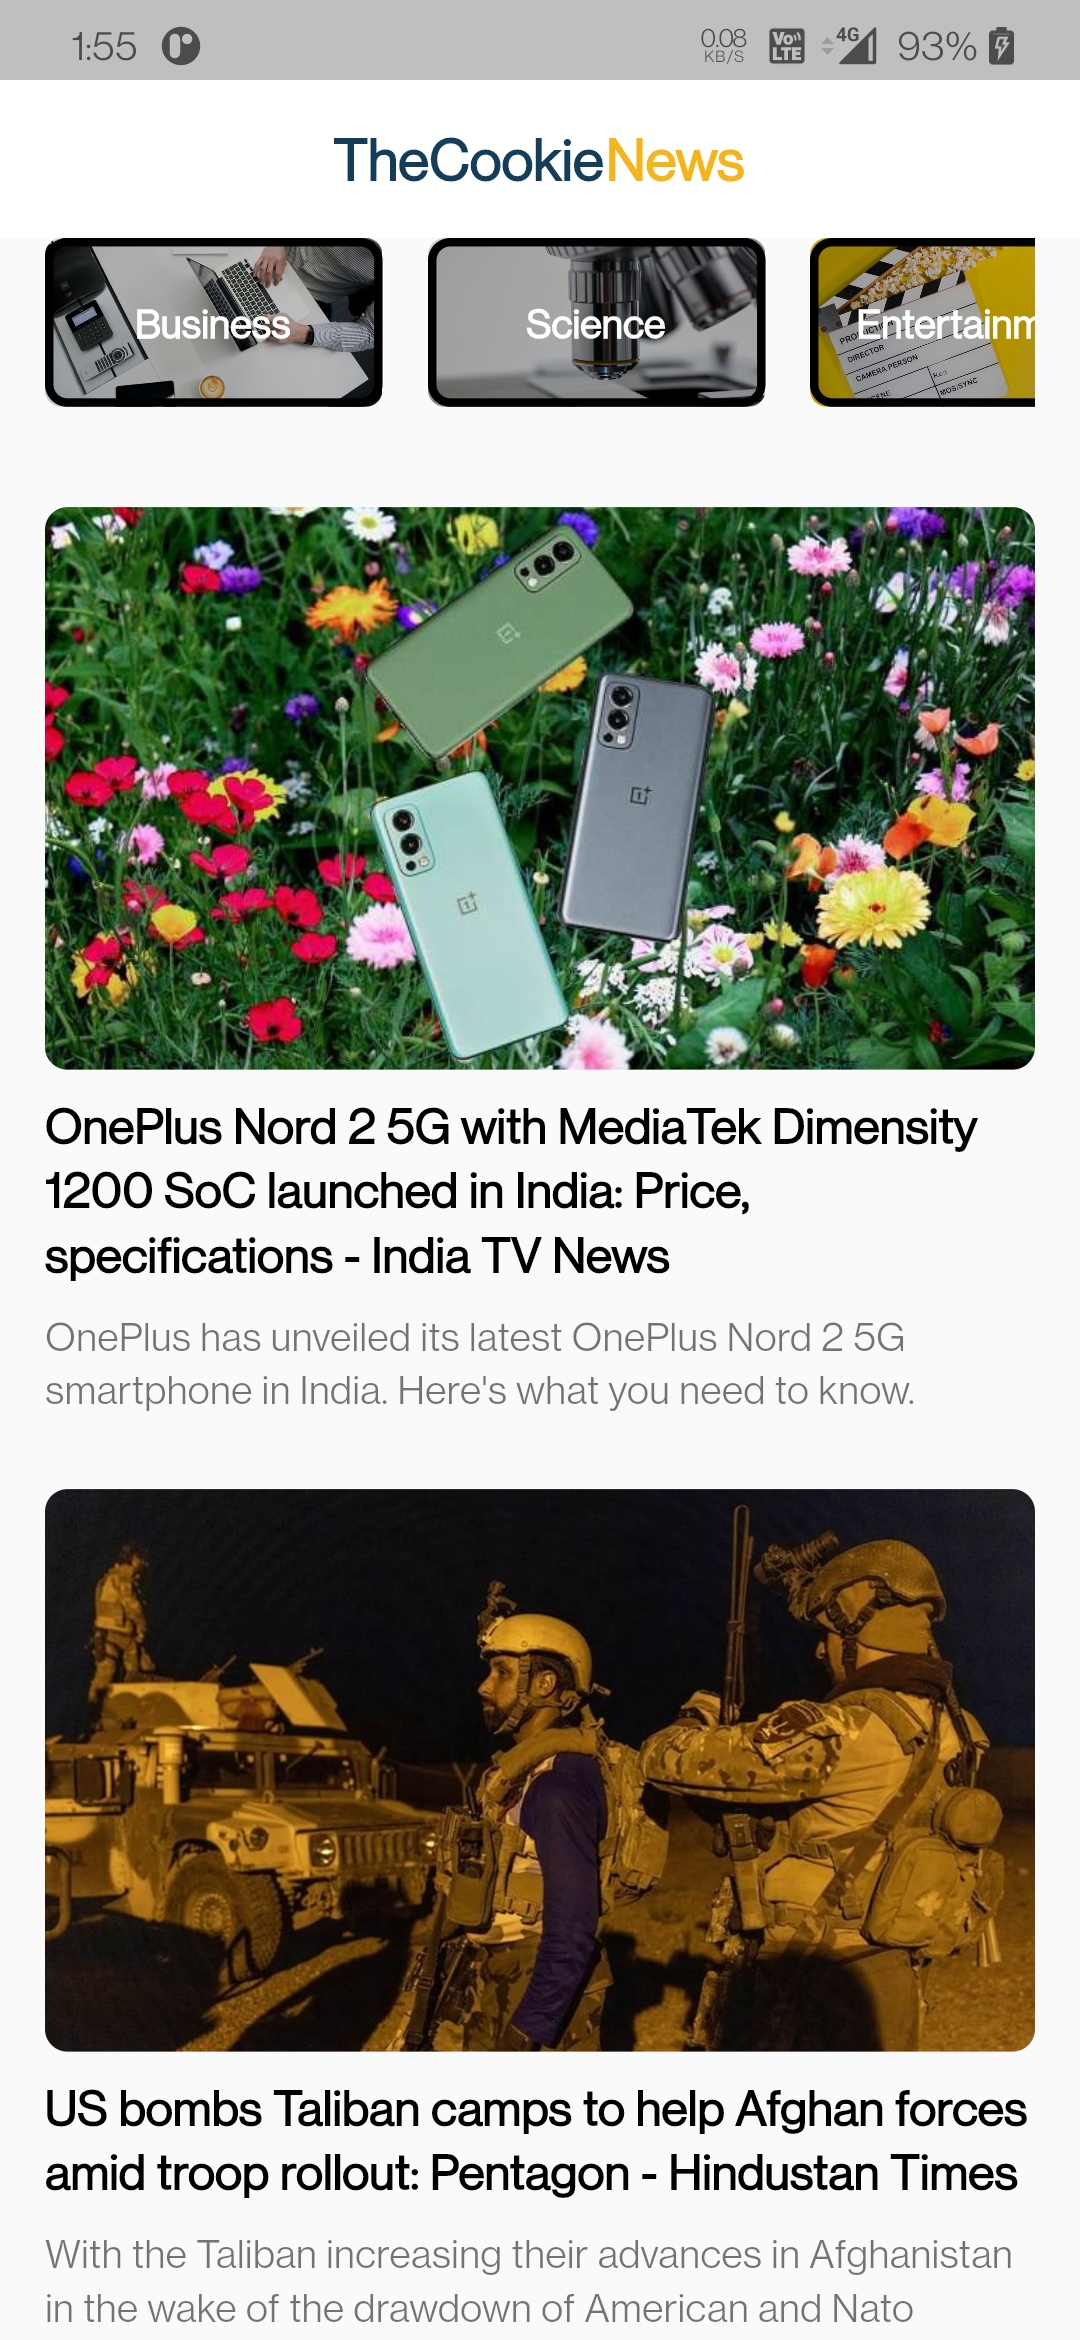 1:55
0.08
KB/S
Vo))
LTE
4G
93%
TheCookieNews
Business
Science
Entertainm
PRODUCTION
DIRECTOR
CAMERA PERSON
MOS:SYNC
OnePlus Nord 2 5G with MediaTek Dimensity
1200 SoC launched in India: Price,
specifications - India TV News
OnePlus has unveiled its latest OnePlus Nord 2 5G
smartphone in India. Here's what you need to know.
US bombs Taliban camps to help Afghan forces
amid troop rollout: Pentagon - Hindustan Times
With the Taliban increasing their advances in Afghanistan
in the wake of the drawdown of American and Nato